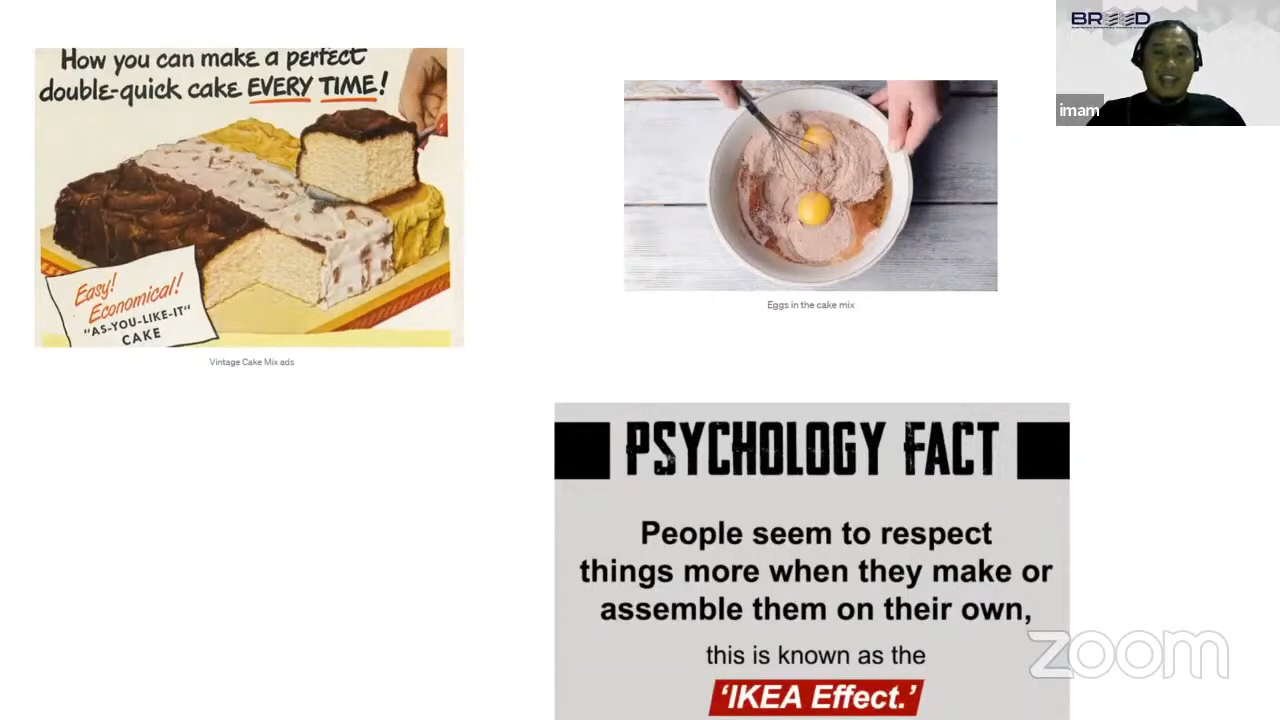 How you can make a perfect
double-quick cake EVERY TIME!
Easy!
Economical!
"AS-YOU-LIKE-IT"
CAKE
Vintage Cake Mix ads
Eggs in the cake mix
BREED
imam
PSYCHOLOGY FACT
People seem to respect
things more when they make or
assemble them on their own,
this is known as the
‘IKEA Effect.’
zoom